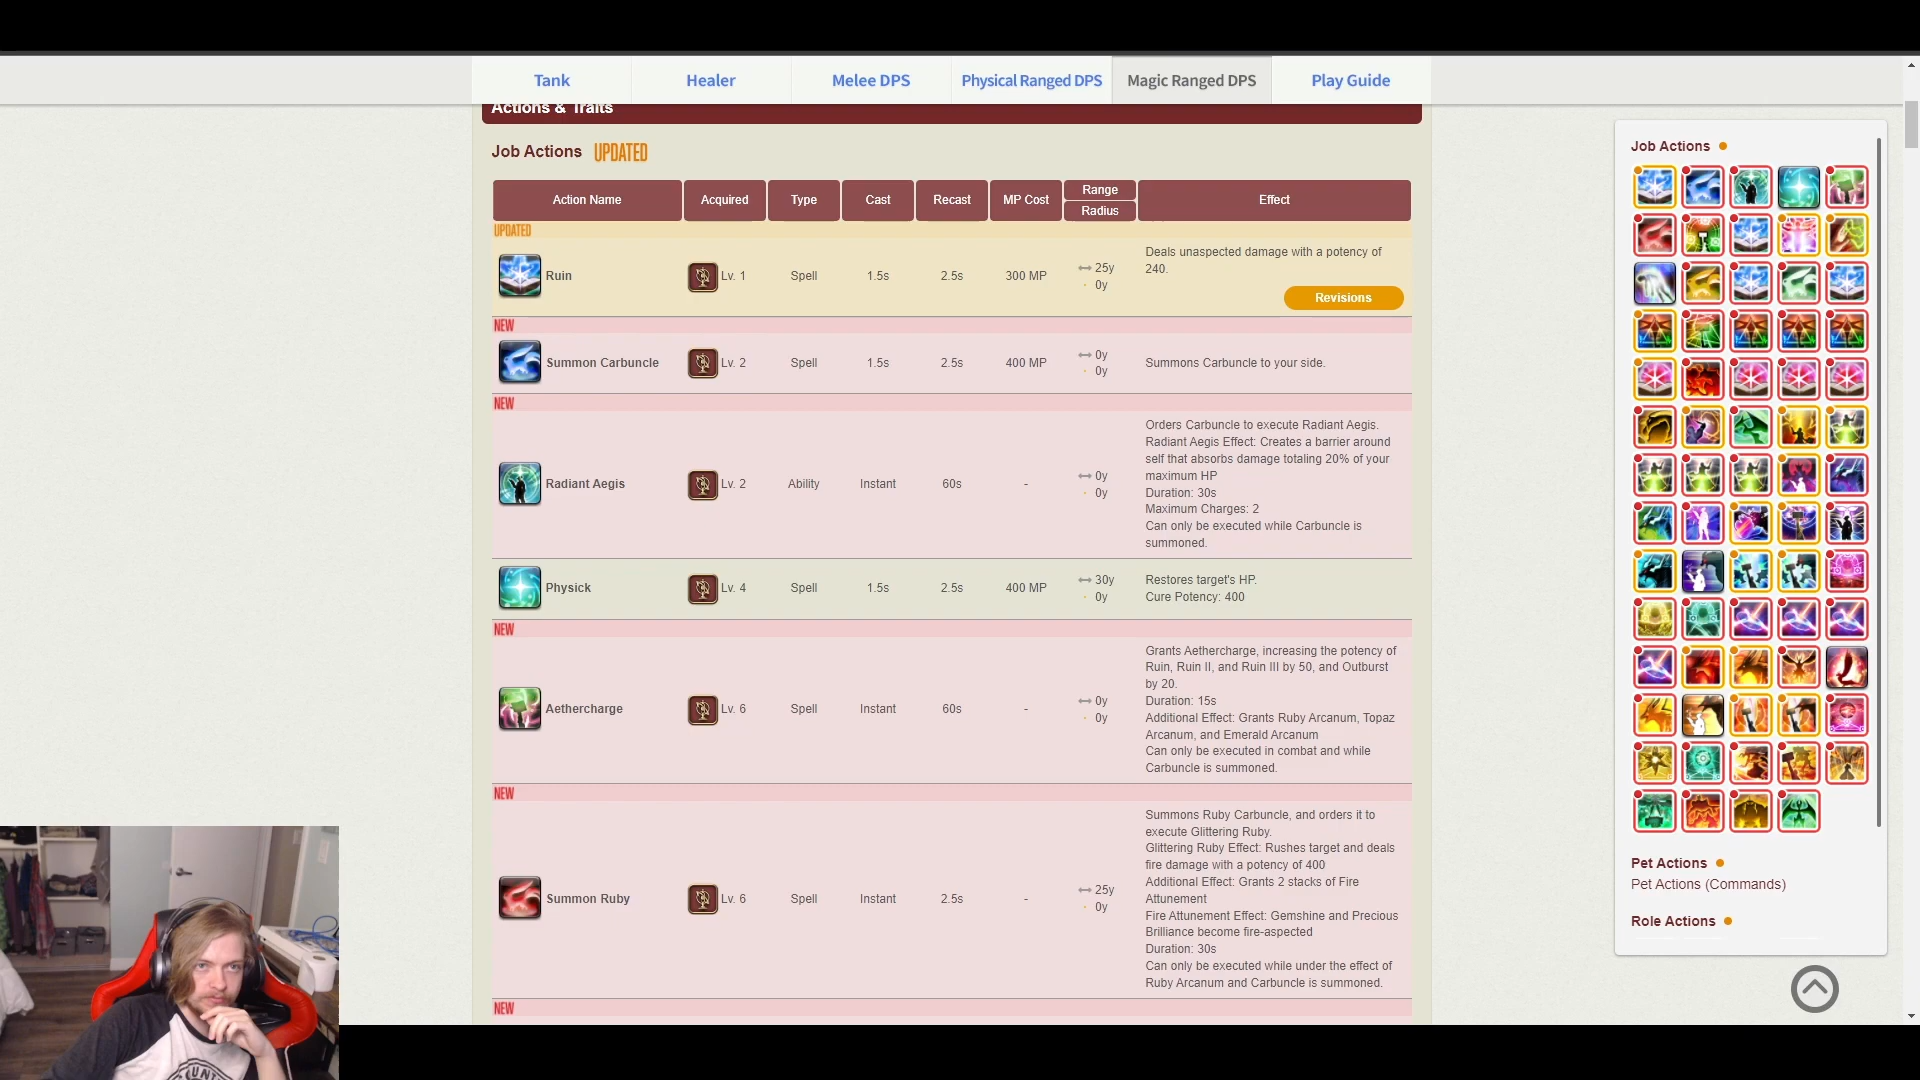 Tank
Healer
Melee DPS
Physical Ranged DPS
Magic Ranged DPS
Play Guide
Actions & Traits
Job Actions UPDATED
Action Name
Acquired
Type
Cast
Recast
MP Cost
Range
Radius
Effect
UPDATED
Ruin
Lv. 1
Spell
1.5s
2.5s
300 MP
25y
0y
Deals unaspected damage with a potency of
240.
Revisions
NEW
Summon Carbuncle
Lv. 2
Spell
1.5s
2.5s
400 MP
0y
0y
Summons Carbuncle to your side.
NEW
Radiant Aegis
Lv. 2
Ability
Instant
60s
-
0y
0y
Orders Carbuncle to execute Radiant Aegis.
Radiant Aegis Effect: Creates a barrier around
self that absorbs damage totaling 20% of your
maximum HP
Duration: 30s
Maximum Charges: 2
Can only be executed while Carbuncle is
summoned.
Physick
Lv. 4
Spell
1.5s
2.5s
400 MP
30y
0y
Restores target's HP.
Cure Potency: 400
NEW
Aethercharge
Lv. 6
Spell
Instant
60s
-
0y
0y
Grants Aethercharge, increasing the potency of
Ruin, Ruin II, and Ruin III by 50, and Outburst
by 20.
Duration: 15s
Additional Effect: Grants Ruby Arcanum, Topaz
Arcanum, and Emerald Arcanum
Can only be executed in combat and while
Carbuncle is summoned.
NEW
Summon Ruby
Lv. 6
Spell
Instant
2.5s
-
25y
0y
Summons Ruby Carbuncle, and orders it to
execute Glittering Ruby.
Glittering Ruby Effect: Rushes target and deals
fire damage with a potency of 400
Additional Effect: Grants 2 stacks of Fire
Attunement
Fire Attunement Effect: Gemshine and Precious
Brilliance become fire-aspected
Duration: 30s
Can only be executed while under the effect of
Ruby Arcanum and Carbuncle is summoned.
NEW
Job Actions
Pet Actions
Pet Actions (Commands)
Role Actions